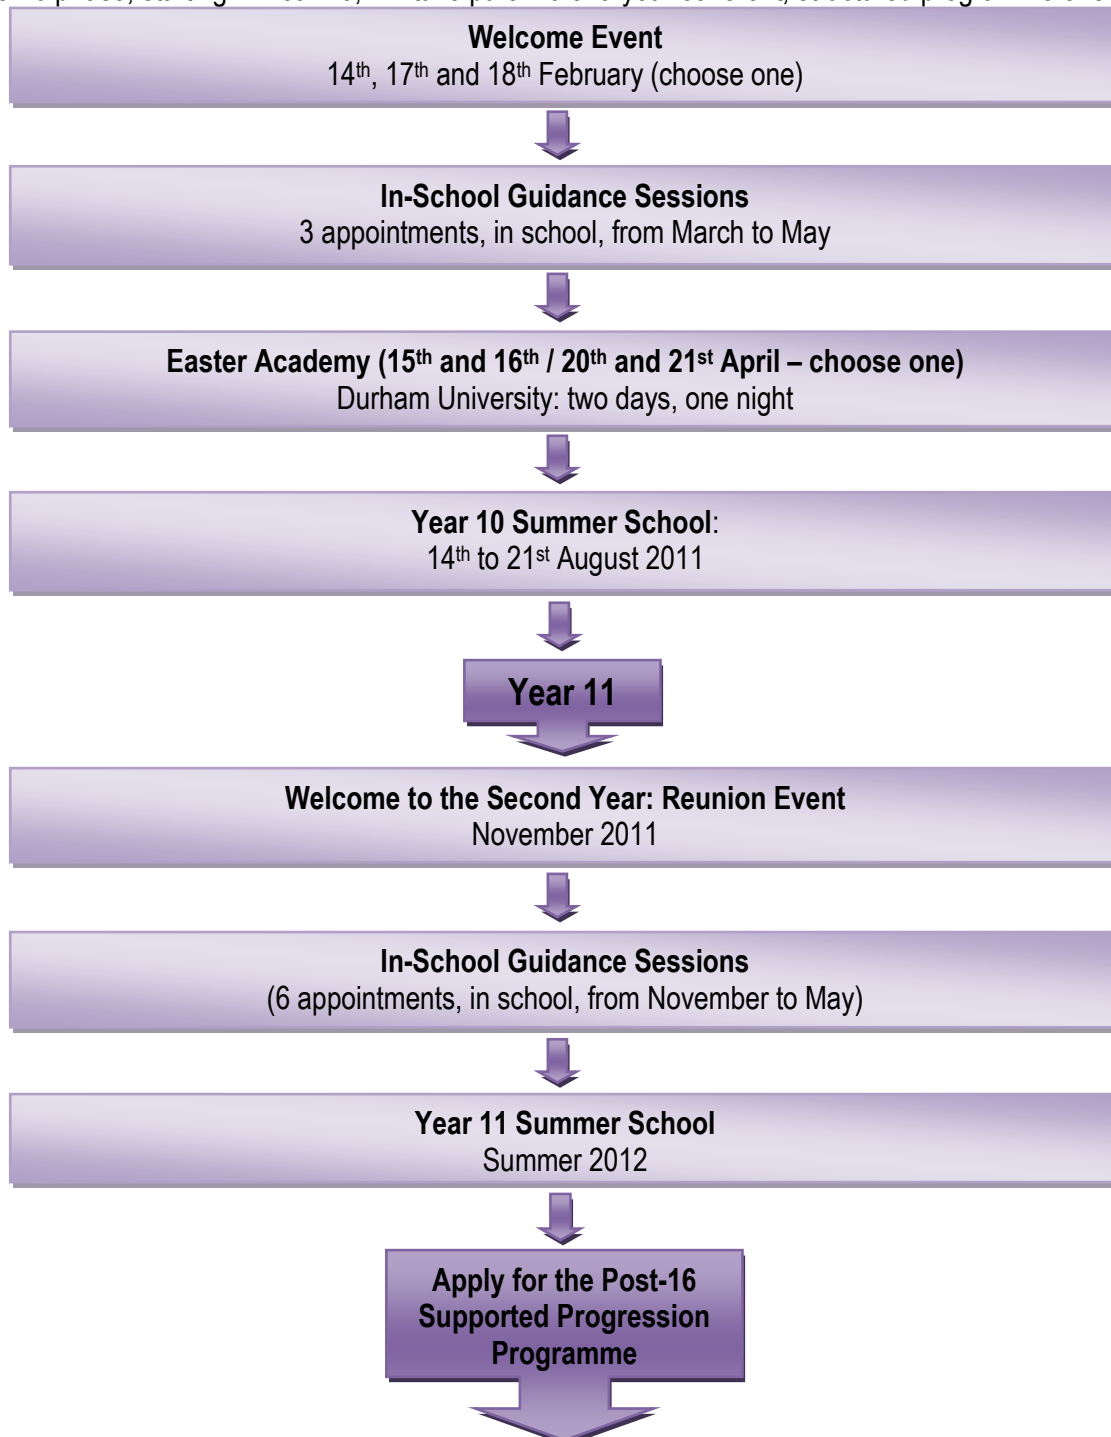 Welcome Event
14th, 17th and 18th February (choose one)
In-School Guidance Sessions
3 appointments, in school, from March to May
Easter Academy (15th and 16th / 20th and 21st April – choose one)
Durham University: two days, one night
Year 10 Summer School:
14th to 21st August 2011
Year 11
Welcome to the Second Year: Reunion Event
November 2011
In-School Guidance Sessions
(6 appointments, in school, from November to May)
Year 11 Summer School
Summer 2012
Apply for the Post-16
Supported Progression
Programme